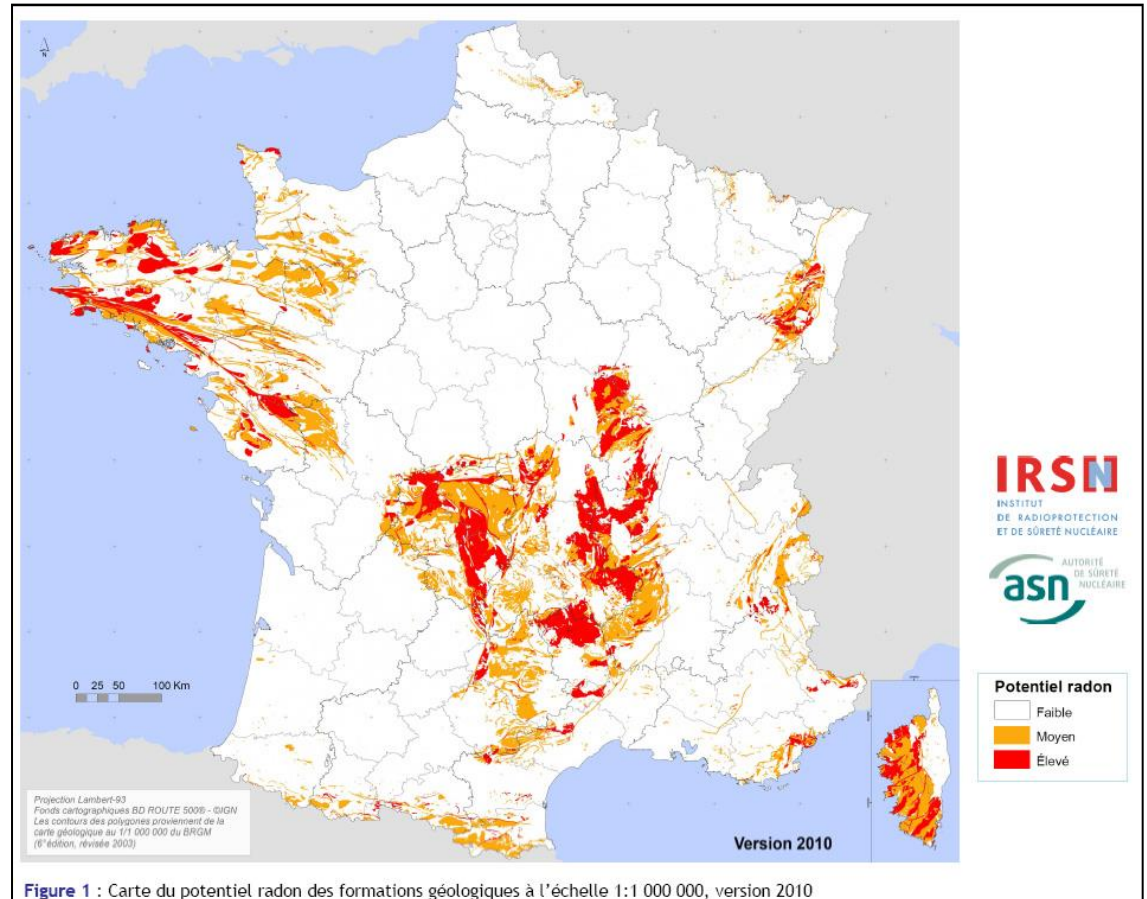 N
IRSN
INSTITUT
DE RADIOPROTECTION
ET DE SÛRETÉ NUCLÉAIRE
asn
AUTORITÉ
DE SÛRETÉ
NUCLÉAIRE
0 25 50 100 Km
Potentiel radon
Faible
Moyen
Élevé
Projection Lambert-93
Fonds cartographiques BD ROUTE 500® - ©IGN
Les contours des polygones proviennent de la
carte géologique au 1/1 000 000 du BRGM
(6° édition, révisée 2003)
Version 2010
Figure 1 : Carte du potentiel radon des formations géologiques à l'échelle 1:1 000 000, version 2010